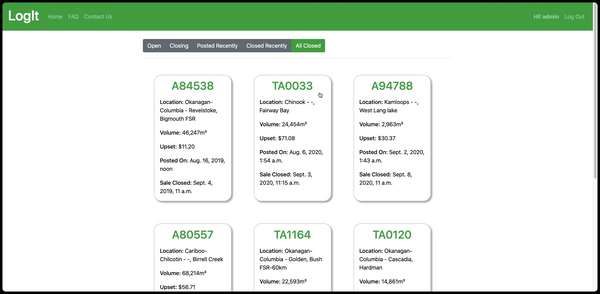 LogIt Home FAQ Contact Us Hi! admin Log Out
Open Closing Posted Recently Closed Recently All Closed
A84538
Location: Okanagan-
Columbia - Revelstoke,
Bigmouth FSR
Volume: 46,247m³
Upset: $11.20
Posted On: Aug. 16, 2019,
noon
Sale Closed: Sept. 4,
2019, 11 a.m.
TA0033
Location: Chinook - -,
Fairway Bay
Volume: 24,454m³
Upset: $71.08
Posted On: Aug. 6, 2020,
1:54 a.m.
Sale Closed: Sept. 3,
2020, 11:15 a.m.
A94788
Location: Kamloops - -,
West Lang lake
Volume: 2,963m³
Upset: $30.37
Posted On: Sept. 2, 2020,
1:43 a.m.
Sale Closed: Sept. 8,
2020, 11 a.m.
A80557
Location: Cariboo-
Chilcotin - -, Birrell Creek
Volume: 68,214m³
Upset: $56.71
TA1164
Location: Okanagan-
Columbia - Golden, Bush
FSR-60km
Volume: 22,593m³
TA0120
Location: Okanagan-
Columbia - Cascadia,
Hardman
Volume: 14,861m³